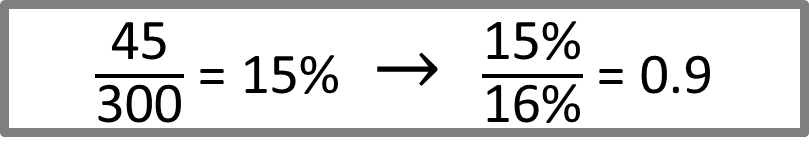 45/300 = 15% → 15%/16% = 0.9